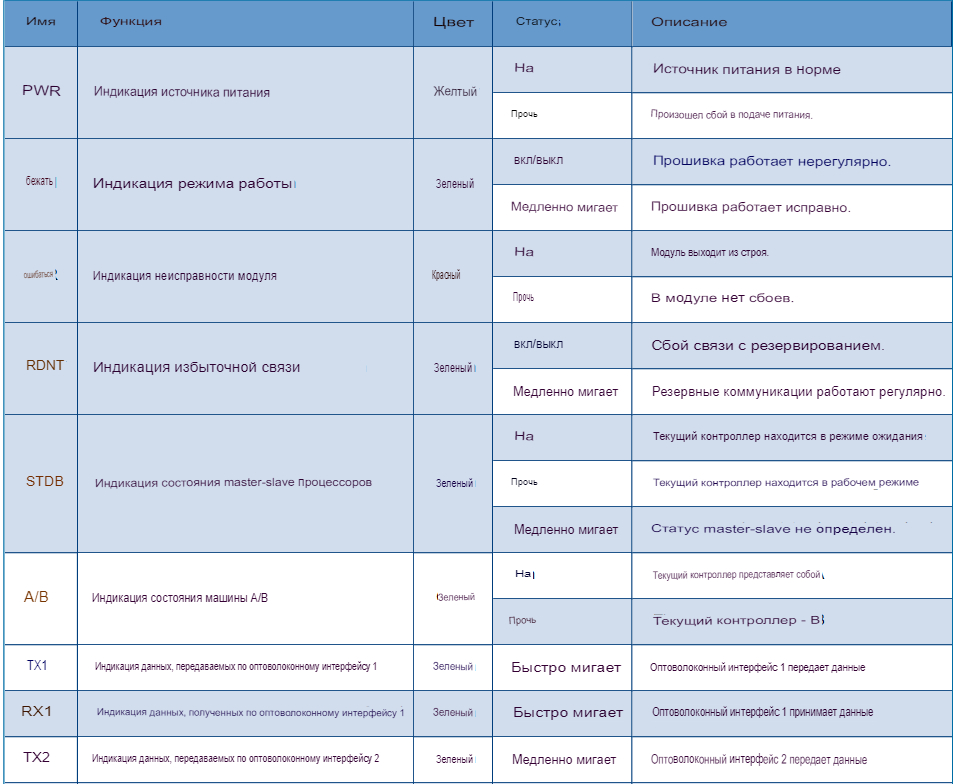 Имя Функция Цвет Статус Описание
PWR Индикация источника питания Желтый На Источник питания в норме
Прочь Произошел сбой в подаче питания.
бежать Индикация режима работы Зеленый вкл/выкл Прошивка работает нерегулярно.
Медленно мигает Прошивка работает исправно.
ошибаться Индикация неисправности модуля Красный На Модуль выходит из строя.
Прочь В модуле нет сбоев.
RDNT Индикация избыточной связи Зеленый вкл/выкл Сбой связи с резервированием.
Медленно мигает Резервные коммуникации работают регулярно.
STDB Индикация состояния master-slave процессоров Зеленый На Текущий контроллер находится в режиме ожидания
Прочь Текущий контроллер находится в рабочем режиме
Медленно мигает Статус master-slave не определен.
A/B Индикация состояния машины A/B Зеленый На Текущий контроллер представляет собой
Прочь Текущий контроллер - B
TX1 Индикация данных, передаваемых по оптоволоконному интерфейсу 1 Зеленый Быстро мигает Оптоволоконный интерфейс 1 передает данные
RX1 Индикация данных, полученных по оптоволоконному интерфейсу 1 Зеленый Быстро мигает Оптоволоконный интерфейс 1 принимает данные
TX2 Индикация данных, передаваемых по оптоволоконному интерфейсу 2 Зеленый Медленно мигает Оптоволоконный интерфейс 2 передает данные